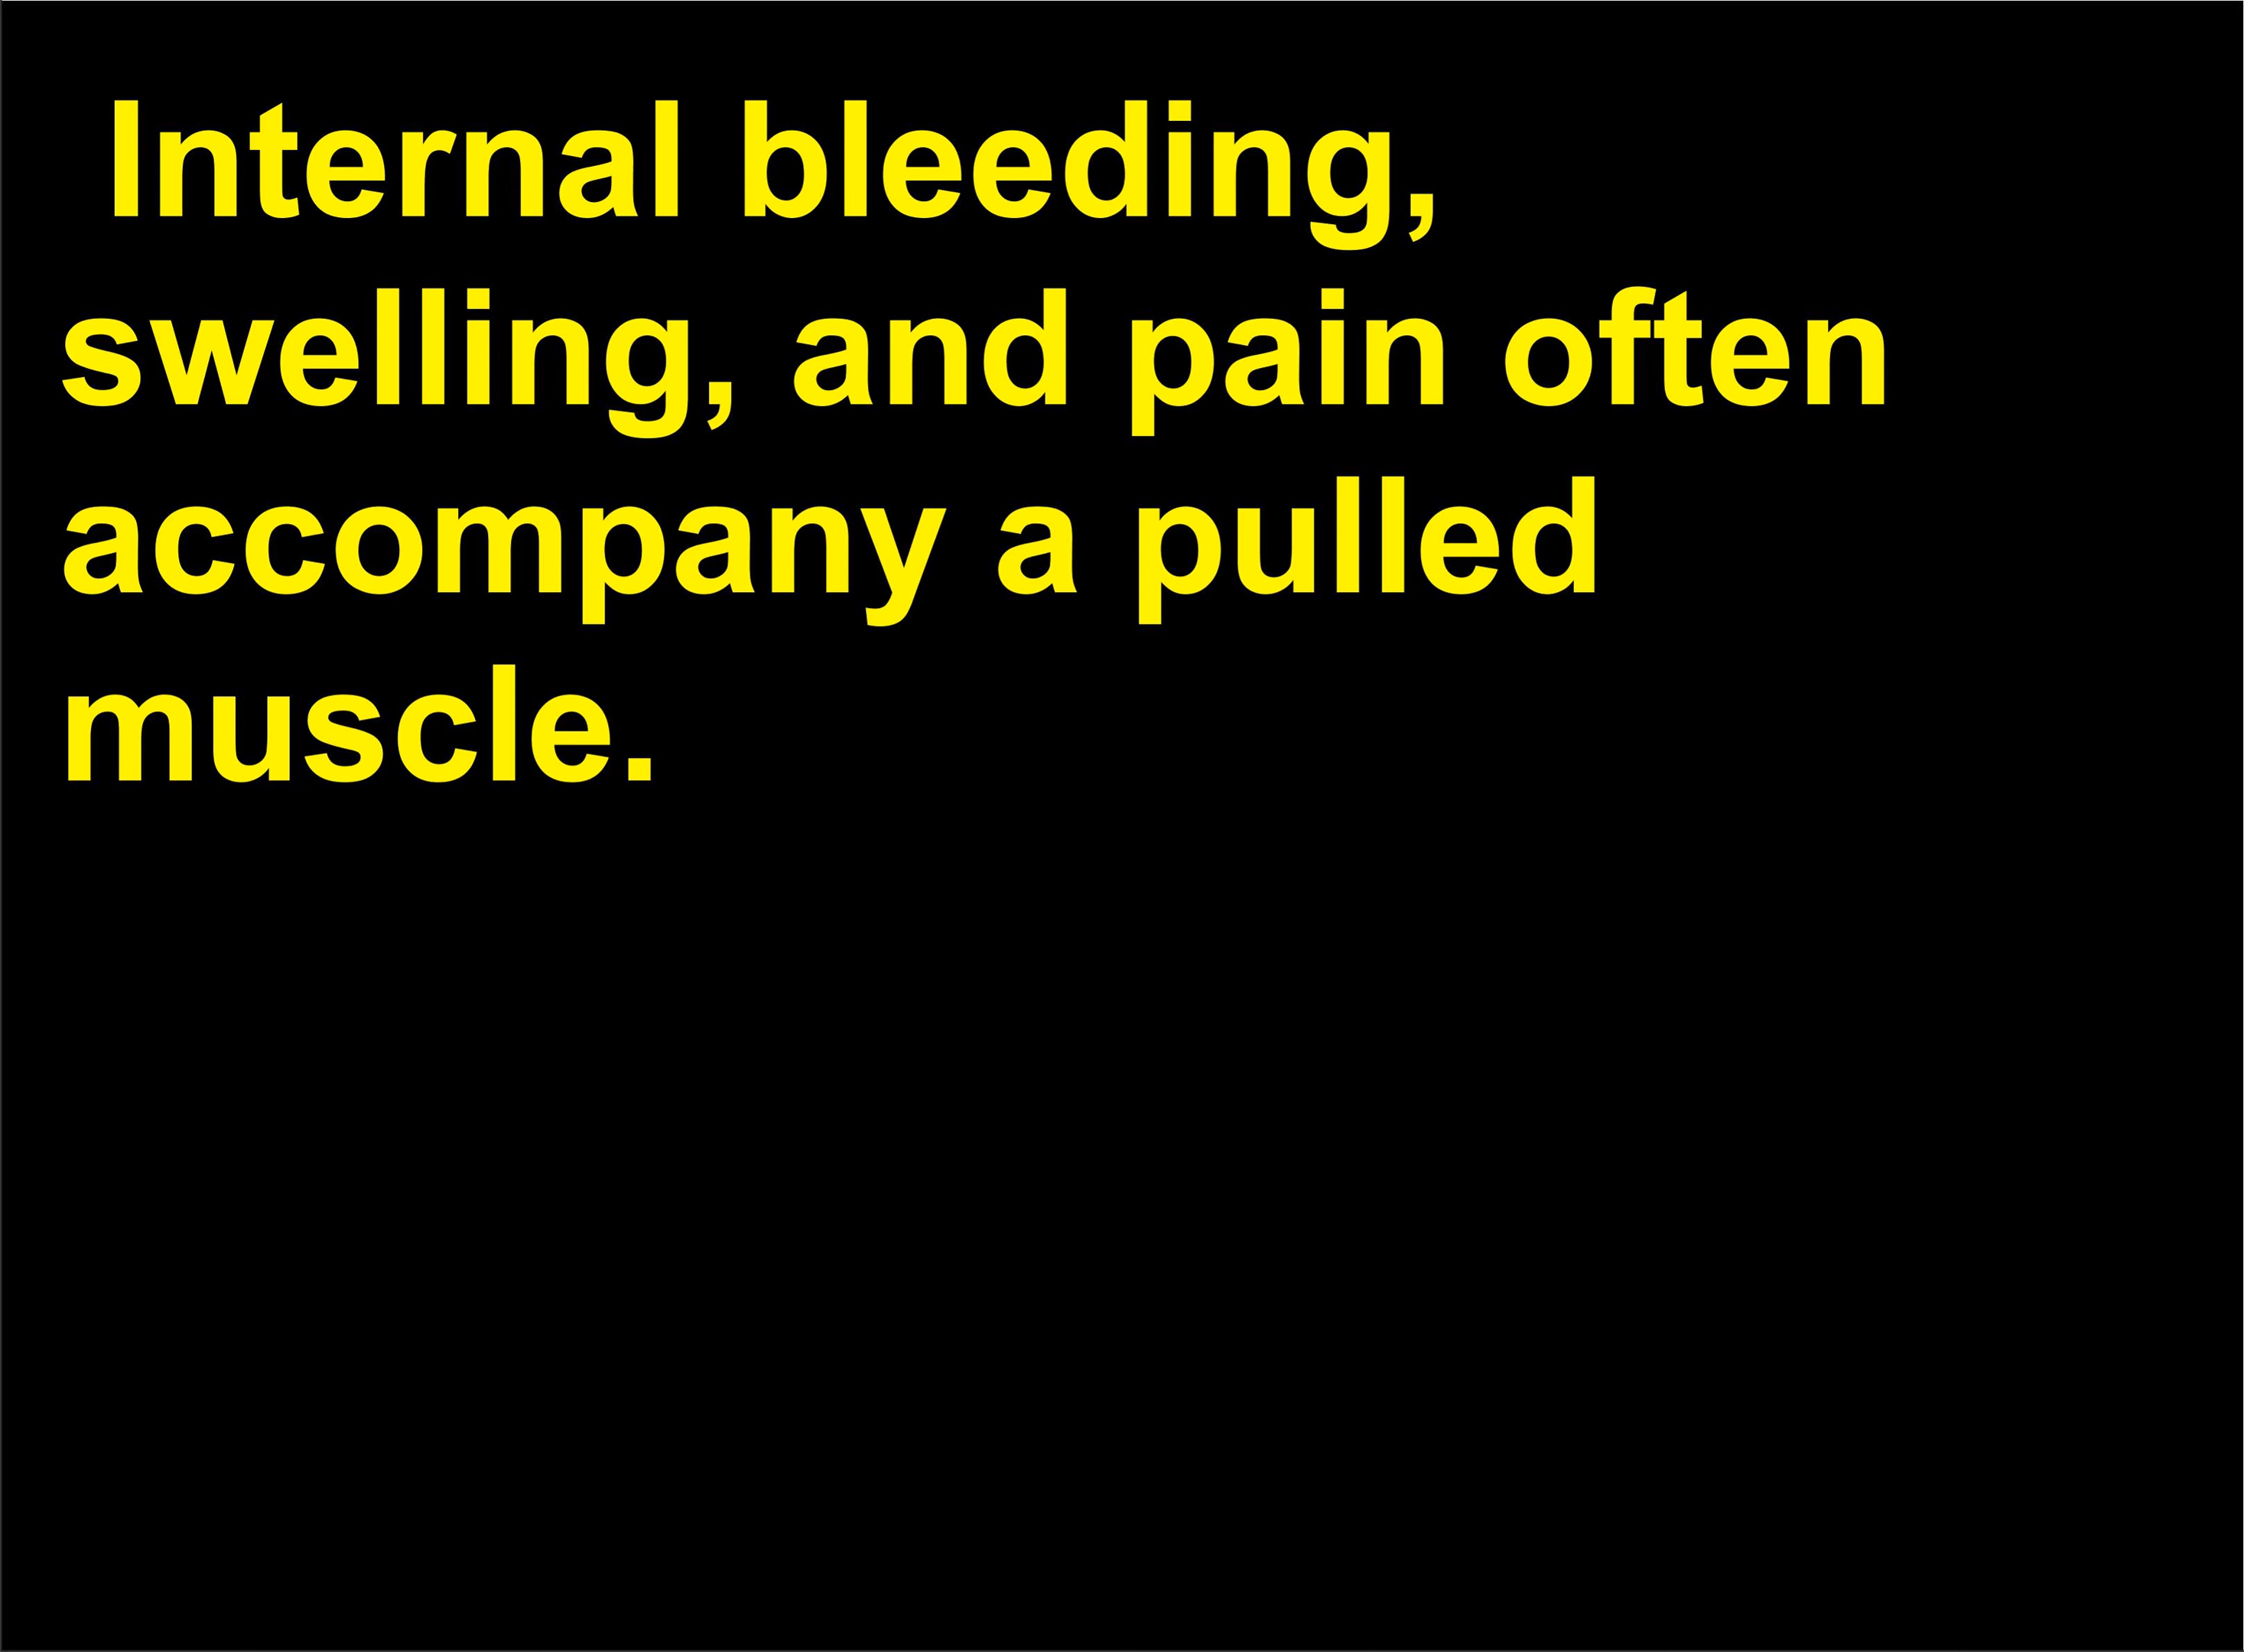 Internal bleeding,
swelling, and pain often
accompany a pulled
muscle.